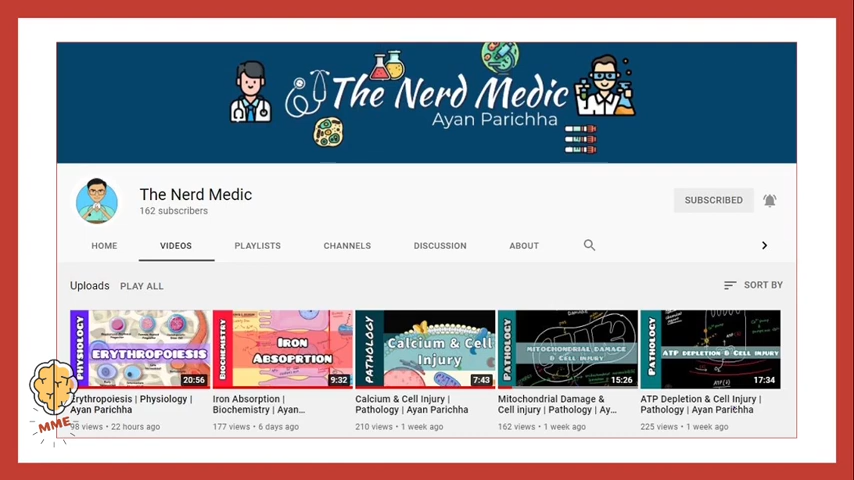 The Nerd Medic
Ayan Parichha
The Nerd Medic
162 subscribers
SUBSCRIBED
HOME VIDEOS PLAYLISTS CHANNELS DISCUSSION ABOUT
Uploads PLAY ALL
SORT BY
PHYSIOLOGY
ERYTHROPOIESIS
20:56
BIOCHEMISTRY
IRON
ABSOPRTION
9:32
PATHOLOGY
Calcium & Cell
Injury
7:43
PATHOLOGY
MITOCHONDRIAL DAMAGE
& CELL INJURY
15:26
PATHOLOGY
ATP DEPLETION & CELL INJURY
17:34
Erythropoiesis | Physiology |
Ayan Parichha
98 views • 22 hours ago
Iron Absorption |
Biochemistry | Ayan...
177 views • 6 days ago
Calcium & Cell Injury |
Pathology | Ayan Parichha
210 views • 1 week ago
Mitochondrial Damage &
Cell injury | Pathology | Ay...
162 views • 1 week ago
ATP Depletion & Cell Injury |
Pathology | Ayan Parichha
225 views • 1 week ago
MME